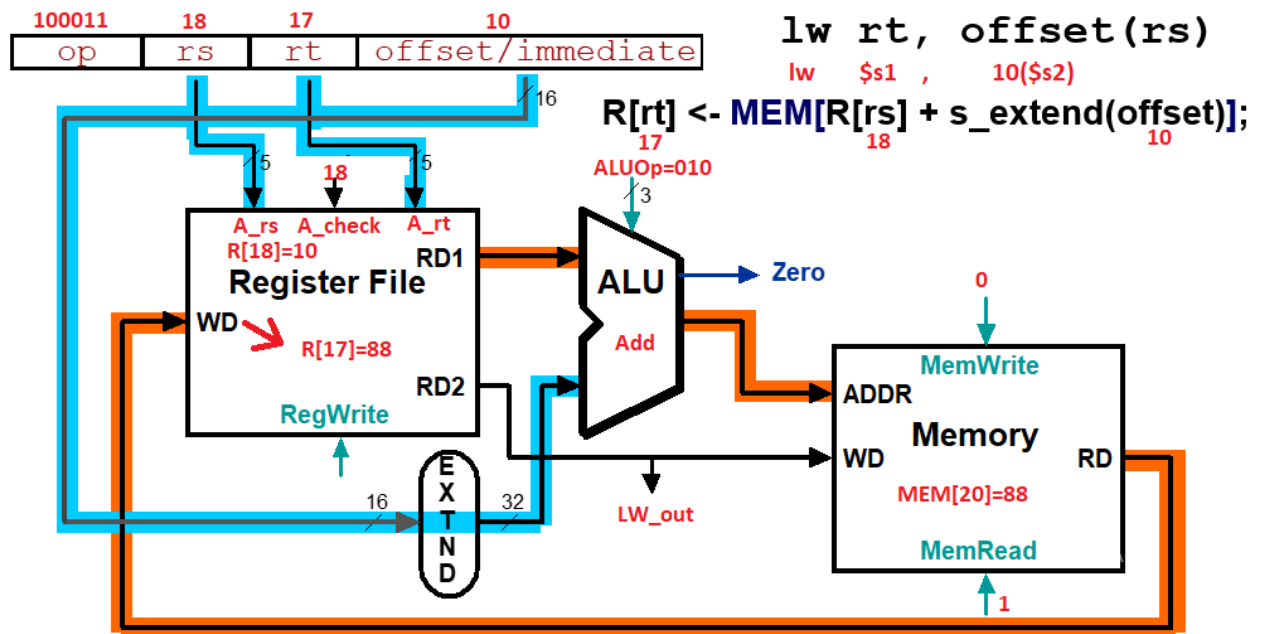 100011 18 17 10
op rs rt offset/immediate
lw rt, offset(rs)
lw $s1 , 10($s2)
16
R[rt] <- MEM[R[rs] + s_extend(offset)];
17 18 10
ALUOp=010
5 18 5
3
A_rs A_check A_rt
R[18]=10
RD1
Register File
ALU
Zero
0
WD
R[17]=88
Add
MemWrite
RD2
ADDR
RegWrite
Memory
WD
RD
EXTND
16
32
MEM[20]=88
LW_out
MemRead
1